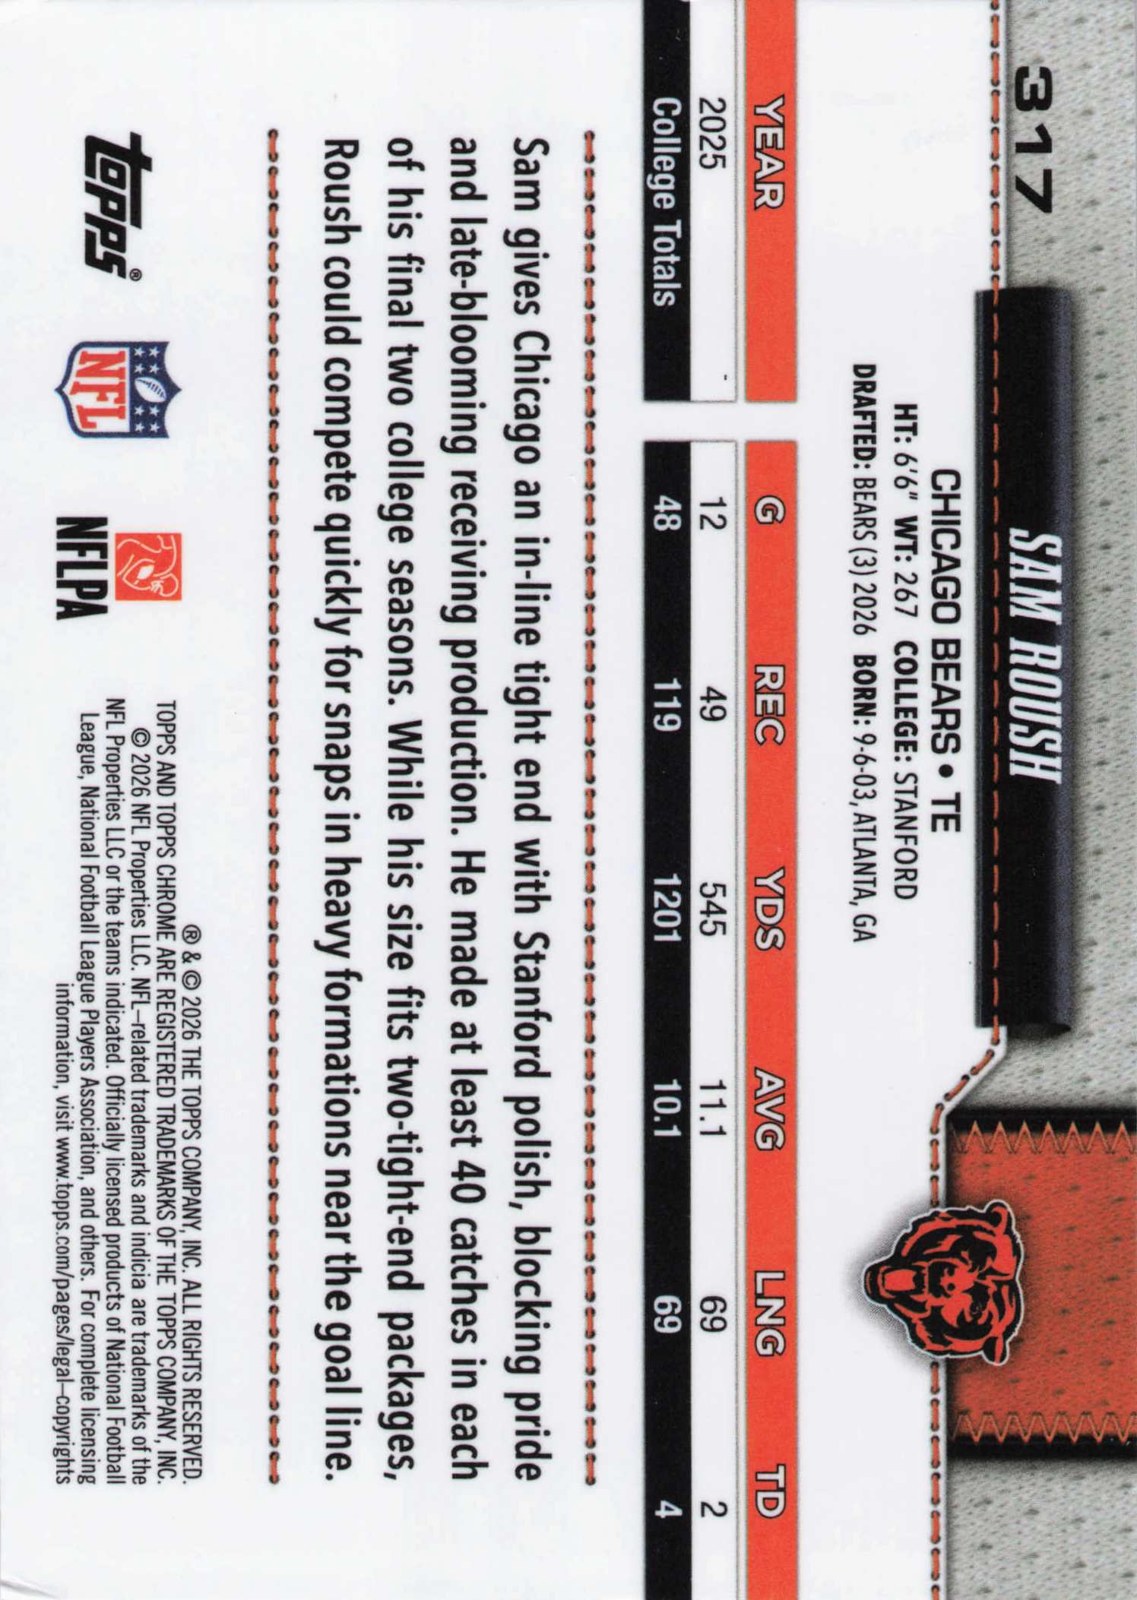 317
SAM ROUSH
CHICAGO BEARS • TE
HT: 6'6" WT: 267 COLLEGE: STANFORD
DRAFTED: BEARS (3) 2026 BORN: 9-6-03, ATLANTA, GA
YEAR G REC YDS AVG LNG TD
2025 12 49 545 11.1 69 2
College Totals 48 119 1201 10.1 69 4
Sam gives Chicago an in-line tight end with Stanford polish, blocking pride
and late-blooming receiving production. He made at least 40 catches in each
of his final two college seasons. While his size fits two-tight-end packages,
Roush could compete quickly for snaps in heavy formations near the goal line.
topps®
NFL
NFLPA
® & © 2026 THE TOPPS COMPANY, INC. ALL RIGHTS RESERVED.
TOPPS AND TOPPS CHROME ARE REGISTERED TRADEMARKS OF THE TOPPS COMPANY, INC.
© 2026 NFL Properties LLC. NFL-related trademarks and indicia are trademarks of the
NFL Properties LLC or the teams indicated. Officially licensed products of National Football
League, National Football League Players Association, and others. For complete licensing
information, visit www.topps.com/pages/legal-copyrights